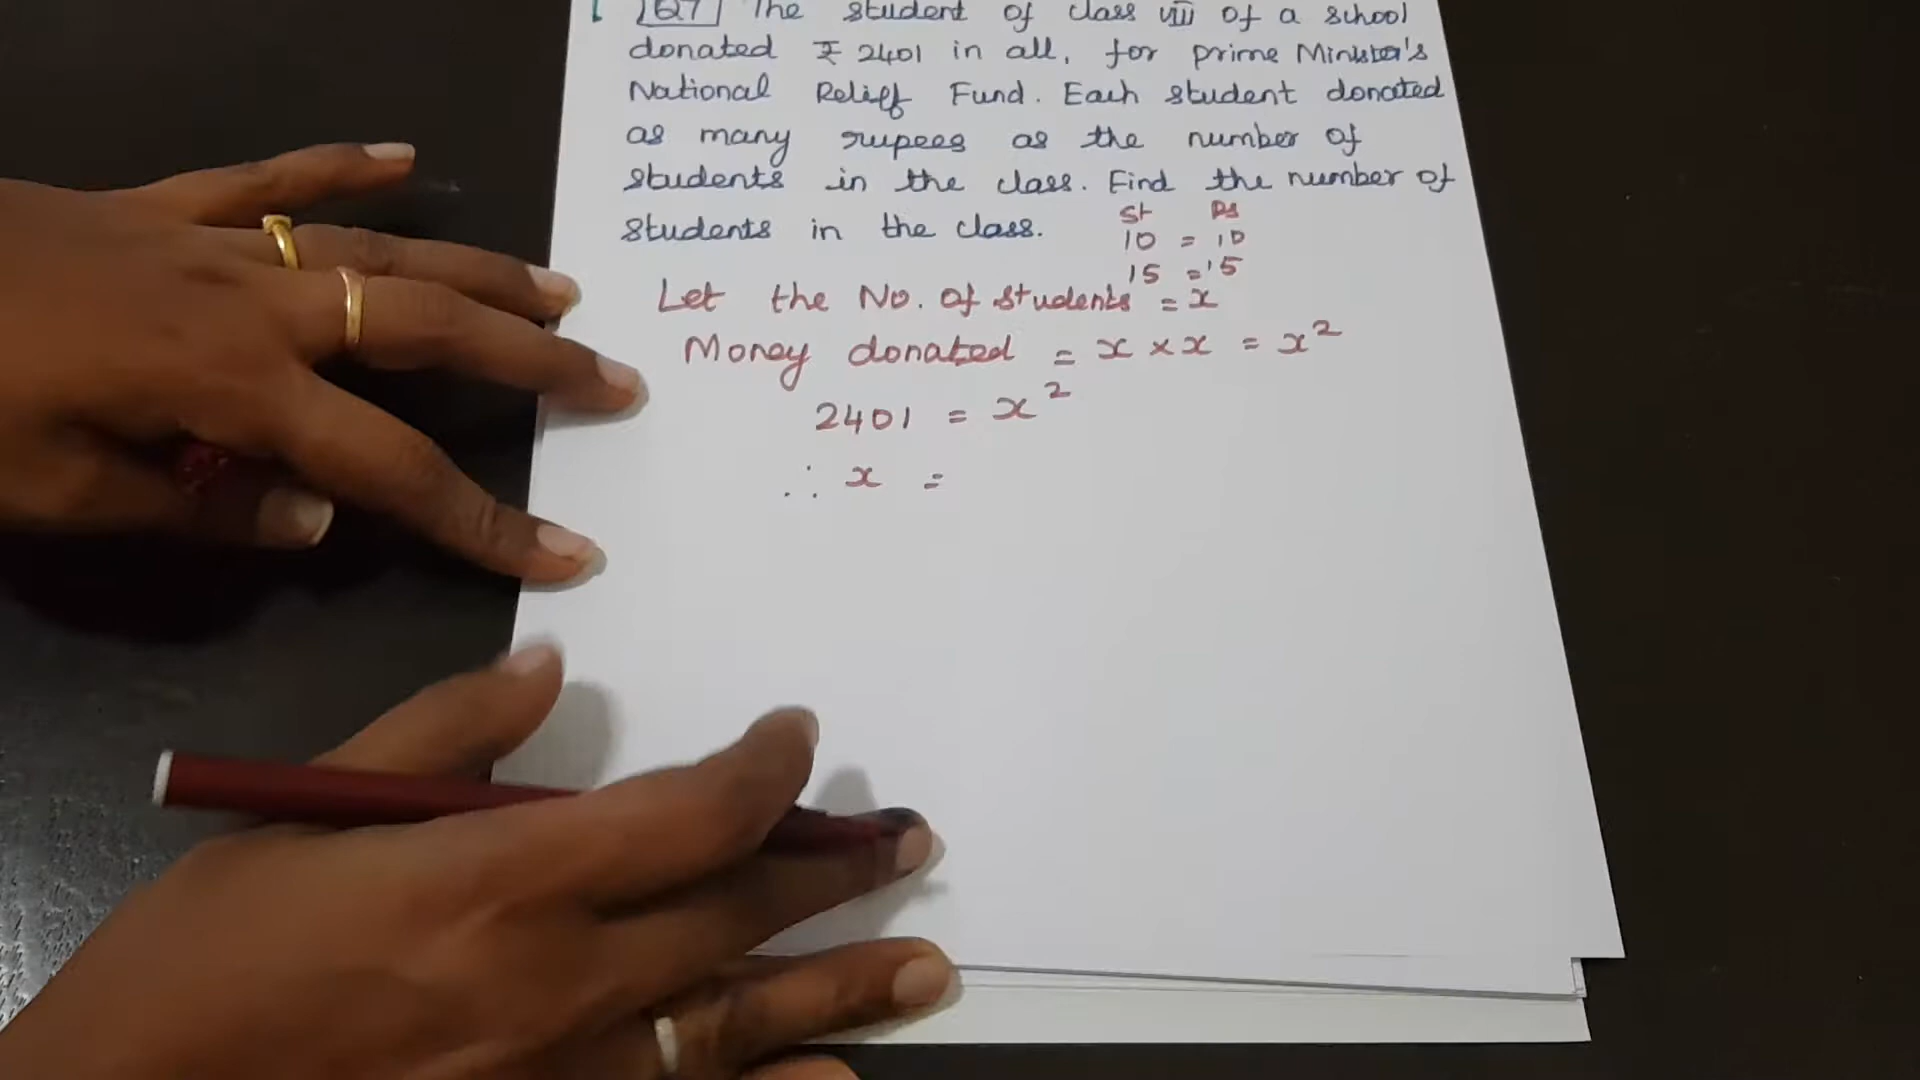 Q7 The student of class VIII of a school
donated ₹ 2401 in all, for prime Minister's
National Relief Fund. Each student donated
as many rupees as the number of
students in the class. Find the number of
students in the class.
St Rs
10 = 10
15 = 15
Let the No. of students = x
Money donated = x × x = x²
2401 = x²
∴ x =